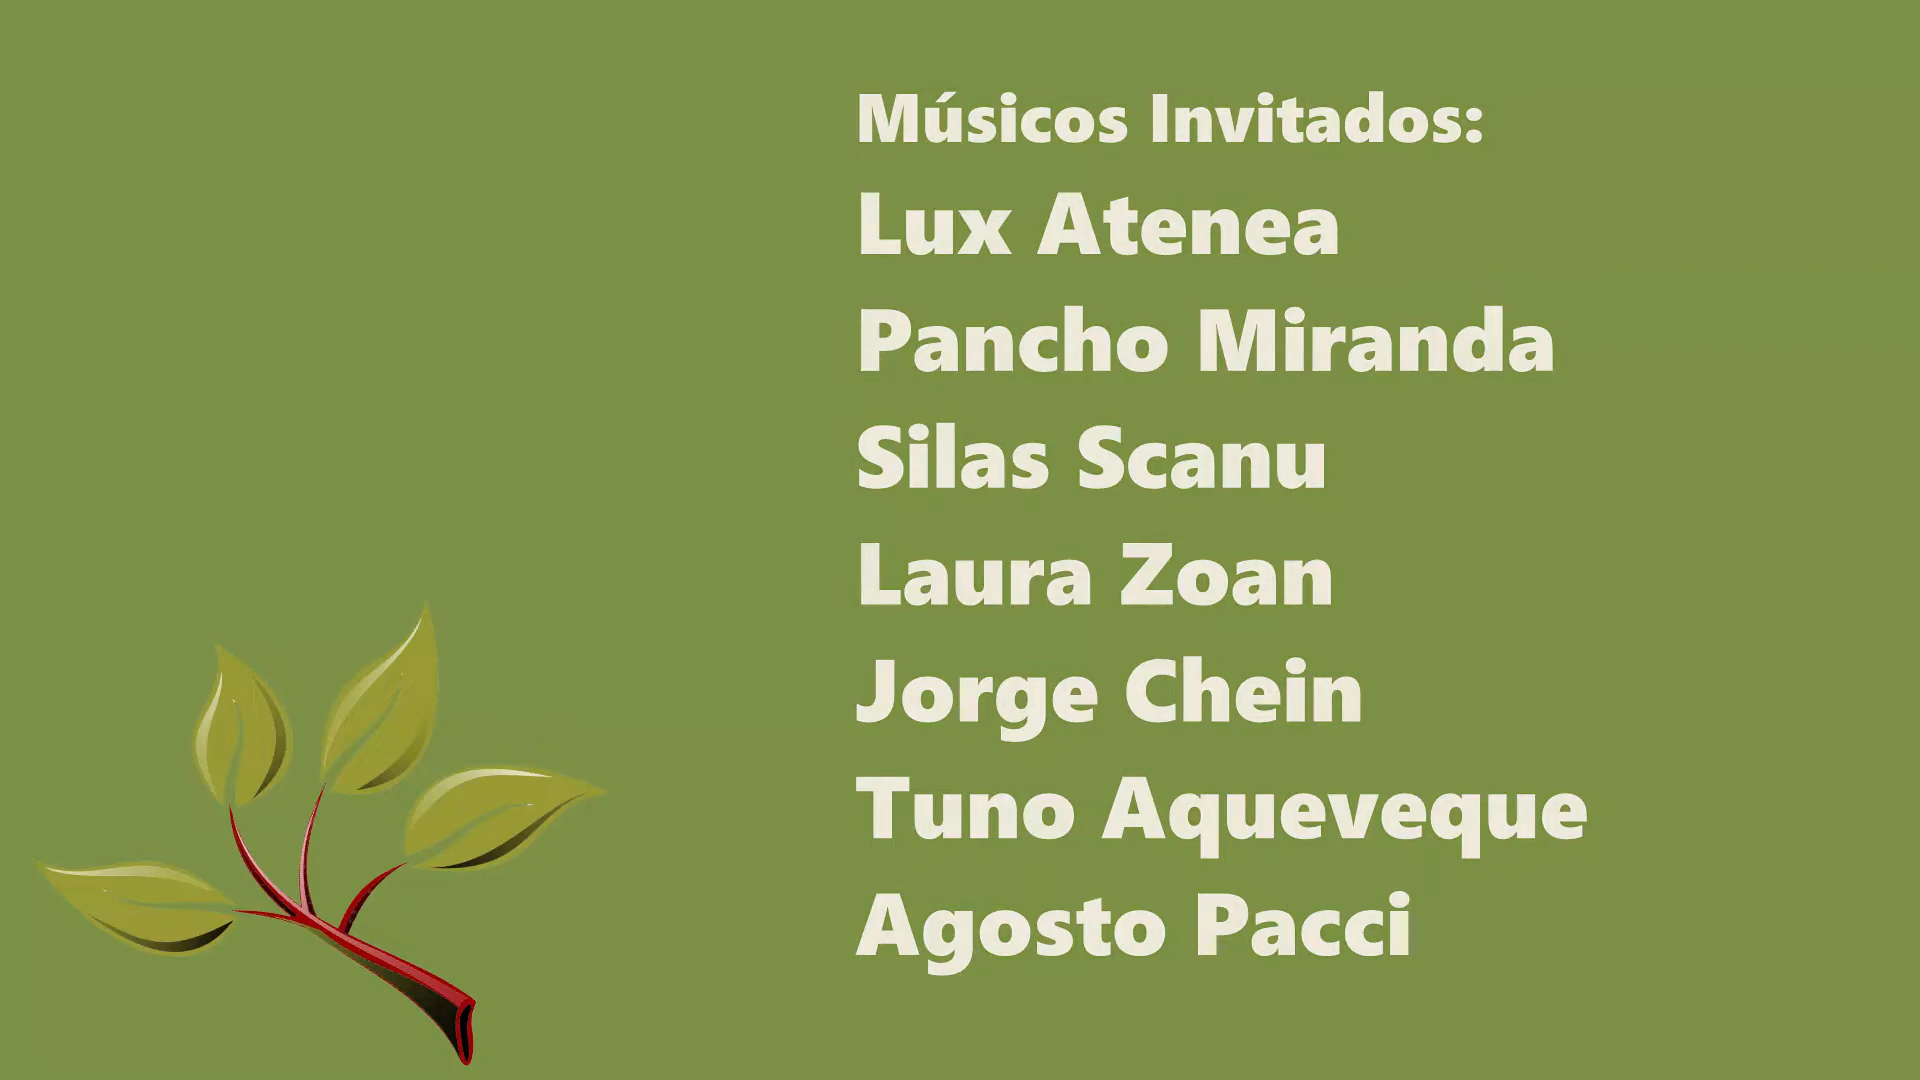 Músicos Invitados:
Lux Atenea
Pancho Miranda
Silas Scanu
Laura Zoan
Jorge Chein
Tuno Aqueveque
Agosto Pacci